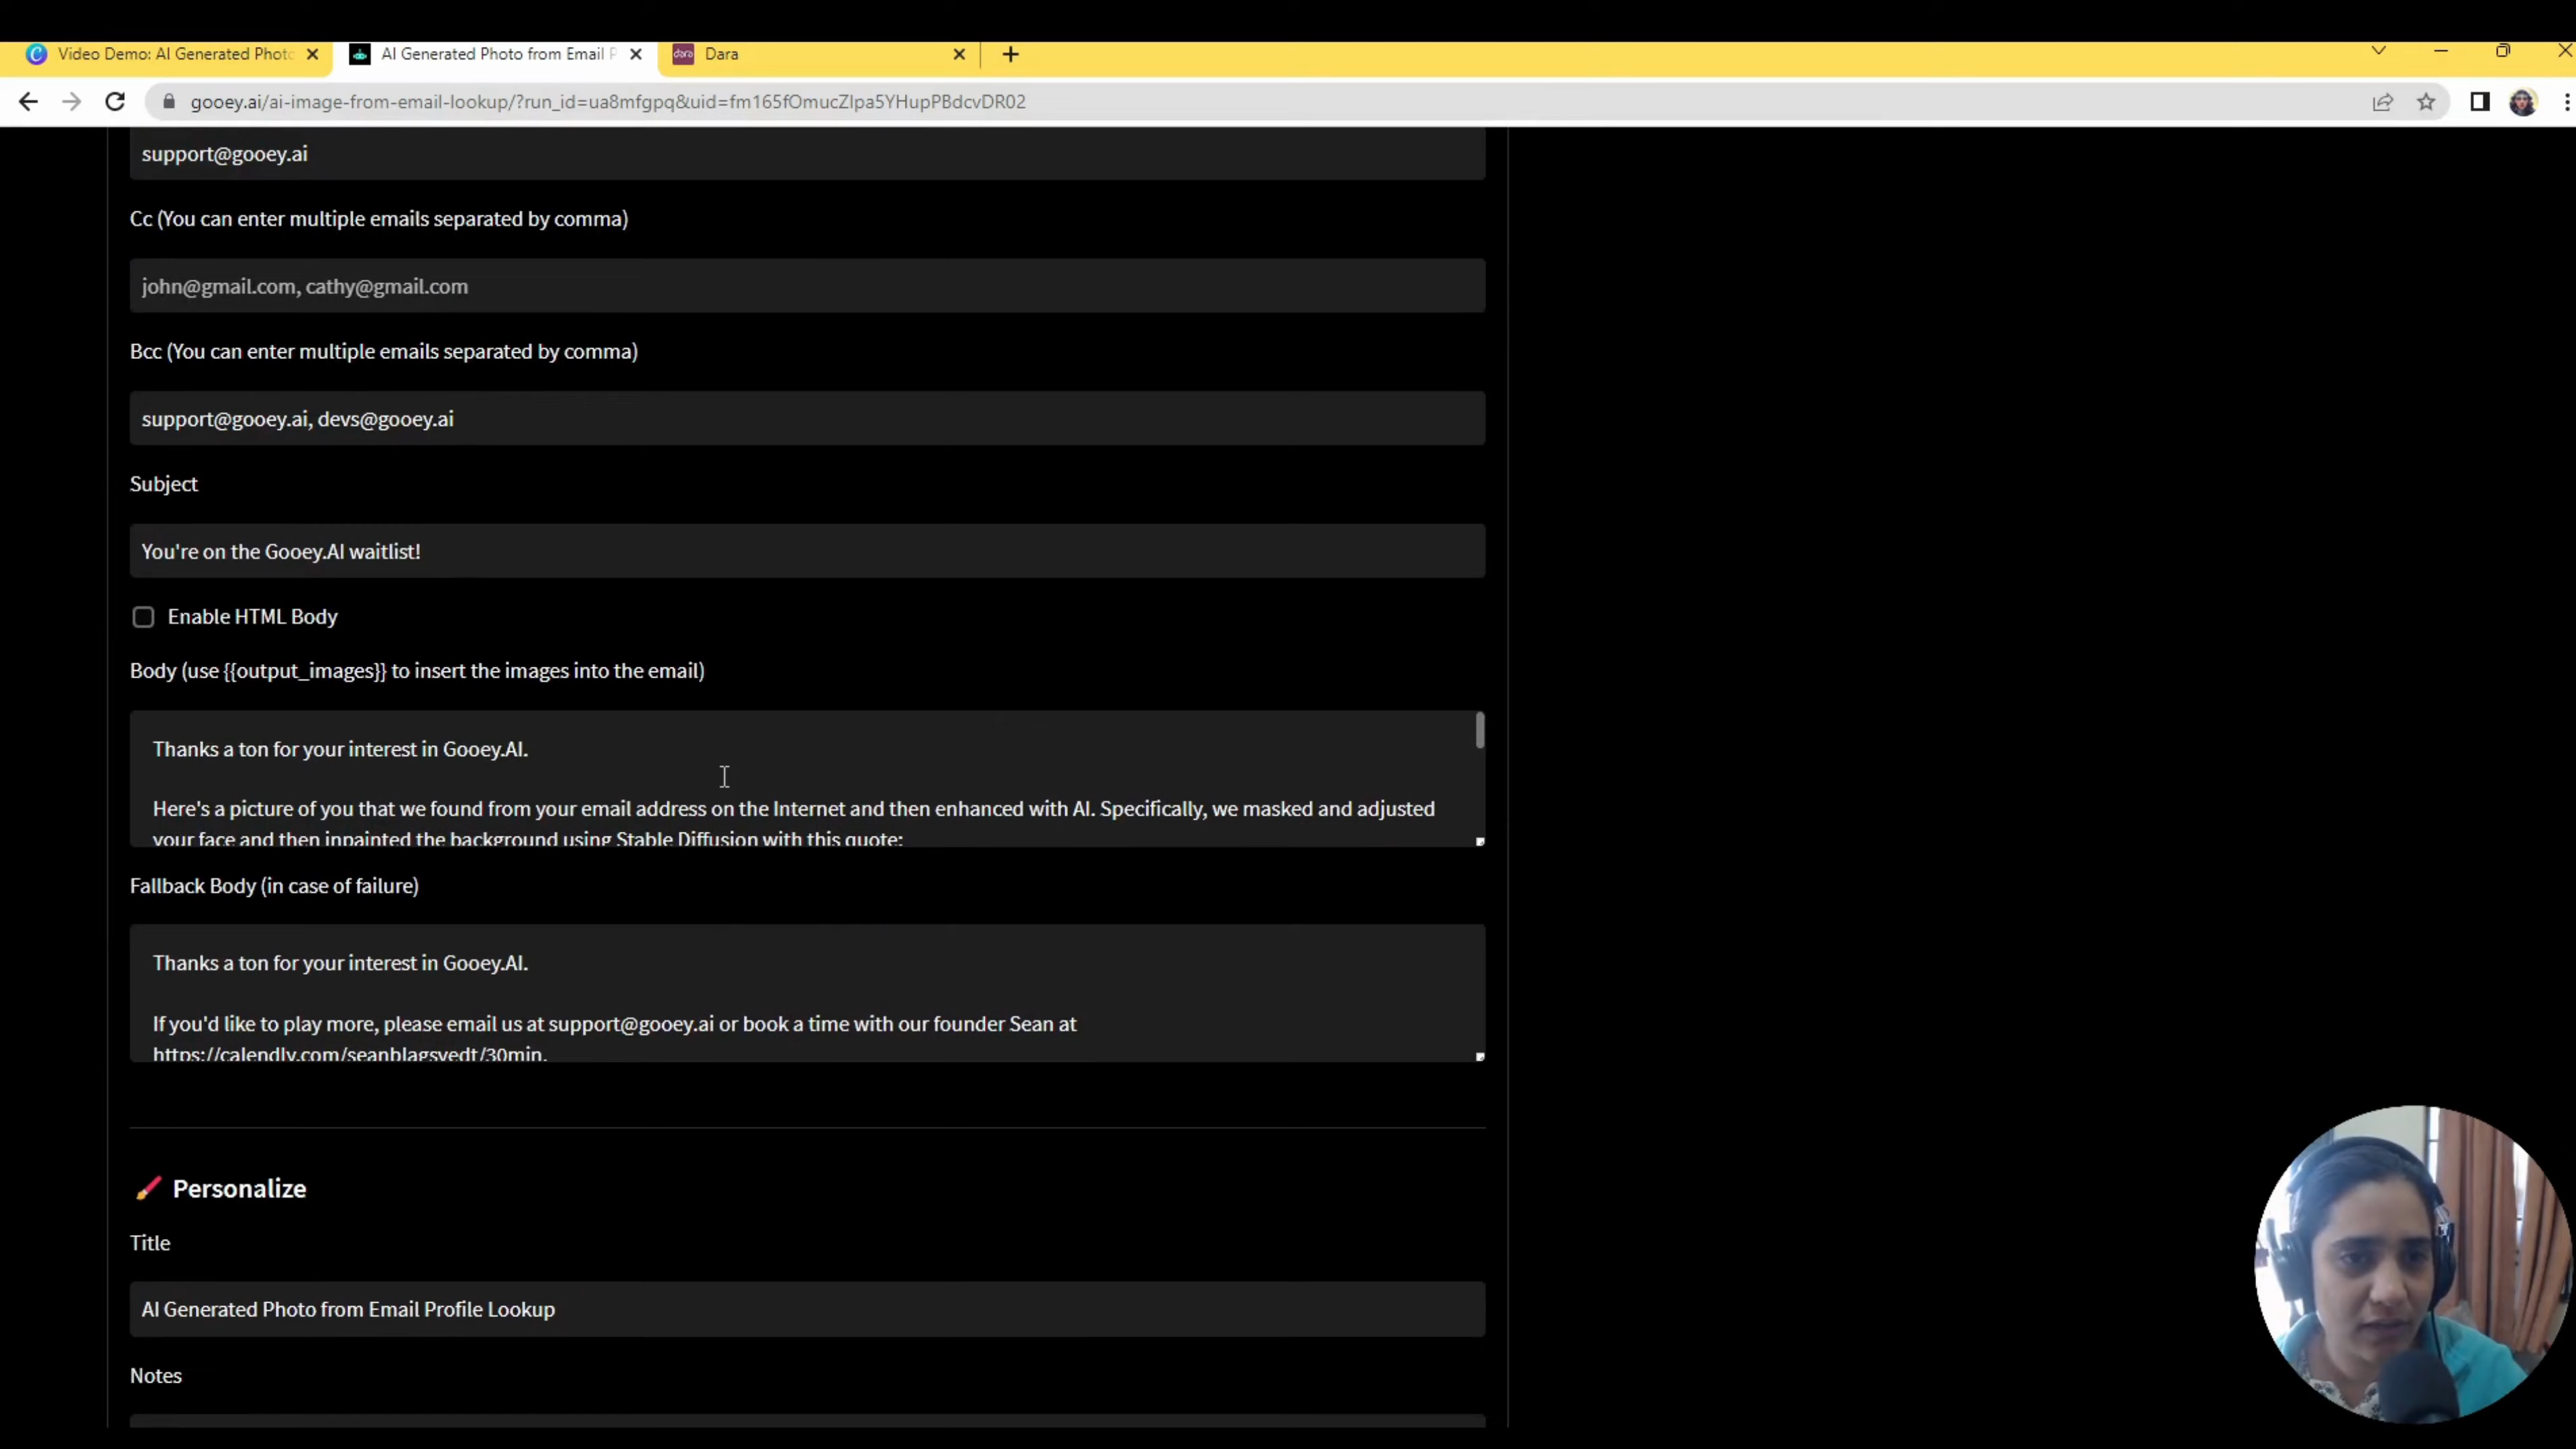 Video Demo: AI Generated Photo
AI Generated Photo from Email P
dara
Dara
gooey.ai/ai-image-from-email-lookup/?run_id=ua8mfgpq&uid=fm165fOmucZIpa5YHupPBdcvDR02
support@gooey.ai
Cc (You can enter multiple emails separated by comma)
john@gmail.com, cathy@gmail.com
Bcc (You can enter multiple emails separated by comma)
support@gooey.ai, devs@gooey.ai
Subject
You're on the Gooey.AI waitlist!
Enable HTML Body
Body (use {{output_images}} to insert the images into the email)
Thanks a ton for your interest in Gooey.AI.
Here's a picture of you that we found from your email address on the Internet and then enhanced with AI. Specifically, we masked and adjusted
your face and then inpainted the background using Stable Diffusion with this quote:
Fallback Body (in case of failure)
Thanks a ton for your interest in Gooey.AI.
If you'd like to play more, please email us at support@gooey.ai or book a time with our founder Sean at
https://calendly.com/seanblagsvedt/30min.
Personalize
Title
AI Generated Photo from Email Profile Lookup
Notes